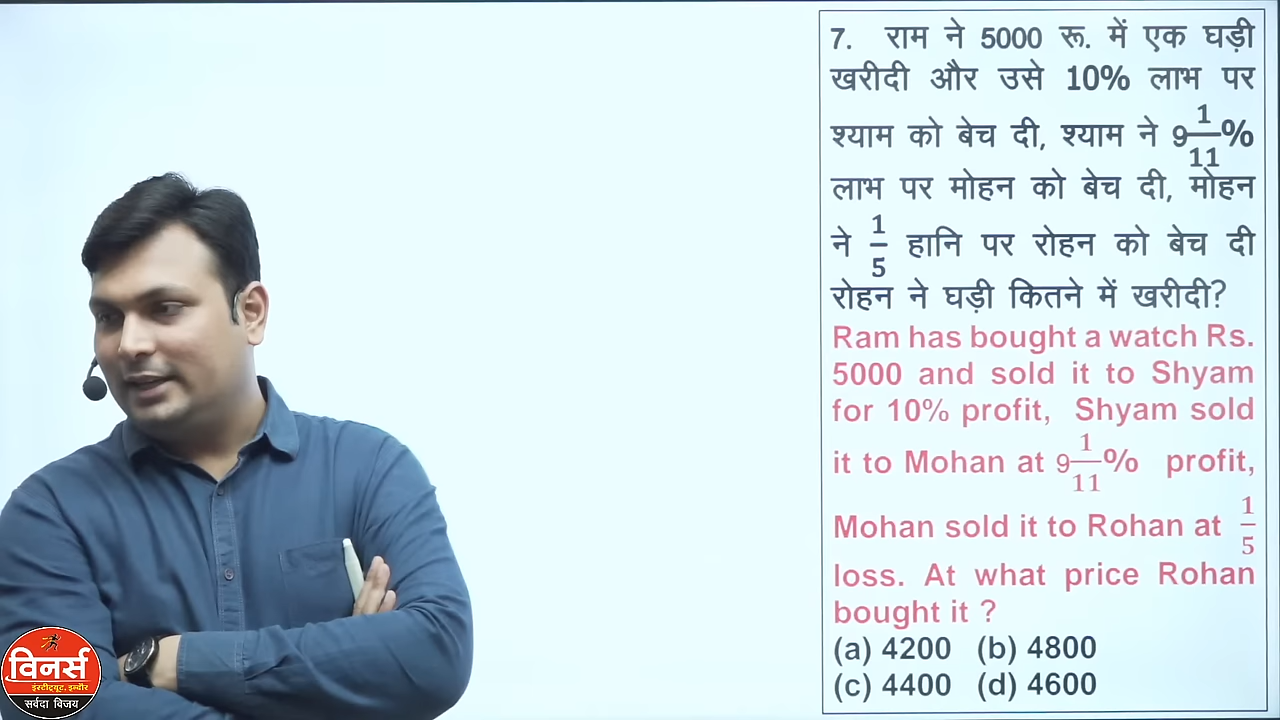 7. राम ने 5000 रू. में एक घड़ी
खरीदी और उसे 10% लाभ पर
श्याम को बेच दी, श्याम ने 9 1/11 %
लाभ पर मोहन को बेच दी, मोहन
ने 1/5 हानि पर रोहन को बेच दी
रोहन ने घड़ी कितने में खरीदी?
Ram has bought a watch Rs.
5000 and sold it to Shyam
for 10% profit, Shyam sold
it to Mohan at 9 1/11 % profit,
Mohan sold it to Rohan at 1/5
loss. At what price Rohan
bought it ?
(a) 4200 (b) 4800
(c) 4400 (d) 4600
विनर्स
इंस्टीट्यूट, इन्दौर
सर्वदा विजय